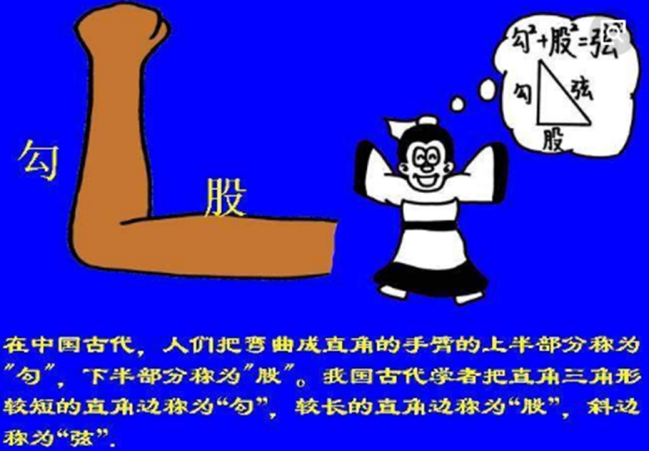 勾²+股²=弦²
勾
弦
股
勾
股
在中国古代，人们把弯曲成直角的手臂的上半部分称为
"勾"，下半部分称为"股"。我国古代学者把直角三角形
较短的直角边称为“勾”，较长的直角边称为“股”，斜边
称为“弦”.